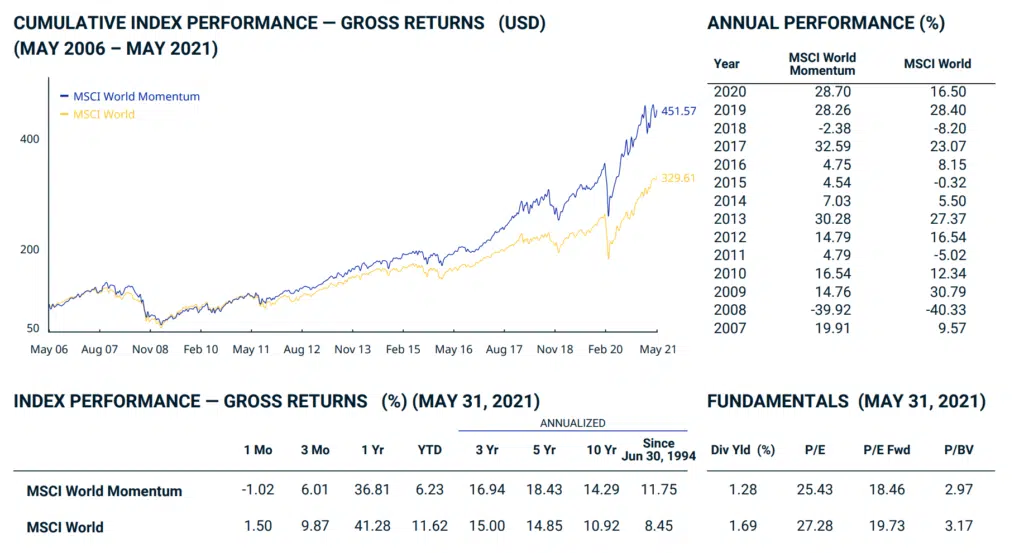 CUMULATIVE INDEX PERFORMANCE — GROSS RETURNS (USD)
(MAY 2006 – MAY 2021)
MSCI World Momentum
MSCI World
400
200
50
451.57
329.61
May 06 Aug 07 Nov 08 Feb 10 May 11 Aug 12 Nov 13 Feb 15 May 16 Aug 17 Nov 18 Feb 20 May 21
ANNUAL PERFORMANCE (%)
Year MSCI World Momentum MSCI World
2020 28.70 16.50
2019 28.26 28.40
2018 -2.38 -8.20
2017 32.59 23.07
2016 4.75 8.15
2015 4.54 -0.32
2014 7.03 5.50
2013 30.28 27.37
2012 14.79 16.54
2011 4.79 -5.02
2010 16.54 12.34
2009 14.76 30.79
2008 -39.92 -40.33
2007 19.91 9.57
INDEX PERFORMANCE — GROSS RETURNS (%) (MAY 31, 2021)
ANNUALIZED
1 Mo 3 Mo 1 Yr YTD 3 Yr 5 Yr 10 Yr Since Jun 30, 1994
MSCI World Momentum -1.02 6.01 36.81 6.23 16.94 18.43 14.29 11.75
MSCI World 1.50 9.87 41.28 11.62 15.00 14.85 10.92 8.45
FUNDAMENTALS (MAY 31, 2021)
Div Yld (%) P/E P/E Fwd P/BV
1.28 25.43 18.46 2.97
1.69 27.28 19.73 3.17